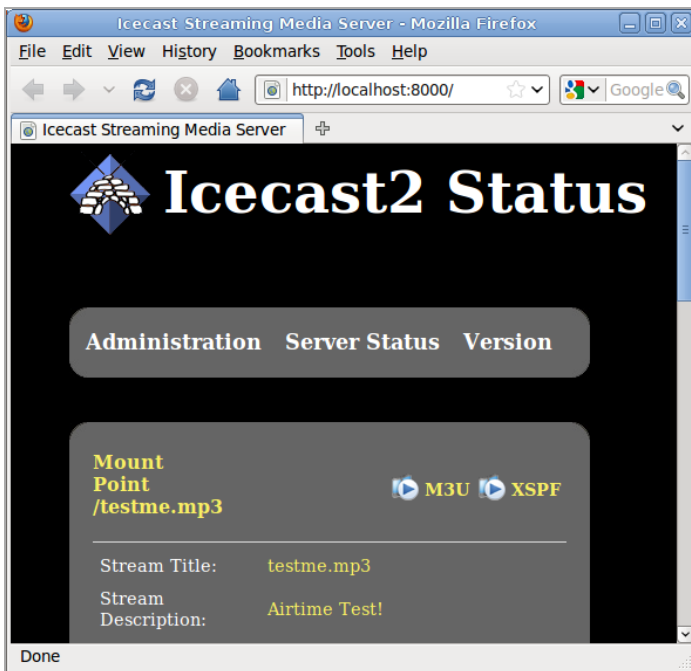 Icecast Streaming Media Server - Mozilla Firefox
File Edit View History Bookmarks Tools Help
http://localhost:8000/ Google
Icecast Streaming Media Server
Icecast2 Status
Administration Server Status Version
Mount
Point
/testme.mp3
M3U XSPF
Stream Title: testme.mp3
Stream
Description:
Airtime Test!
Done